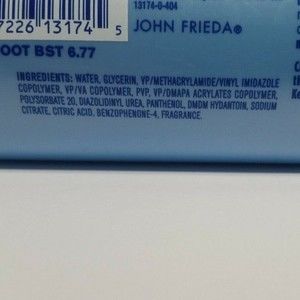 13174-0-404
7226 13174 5
JOHN FRIEDA®
OOT BST 6.77
INGREDIENTS: WATER, GLYCERIN, VP/METHACRYLAMIDE/VINYL IMIDAZOLE
COPOLYMER, VP/VA COPOLYMER, PVP, VP/DMAPA ACRYLATES COPOLYMER,
POLYSORBATE 20, DIAZOLIDINYL UREA, PANTHENOL, DMDM HYDANTOIN, SODIUM
CITRATE, CITRIC ACID, BENZOPHENONE-4, FRAGRANCE.